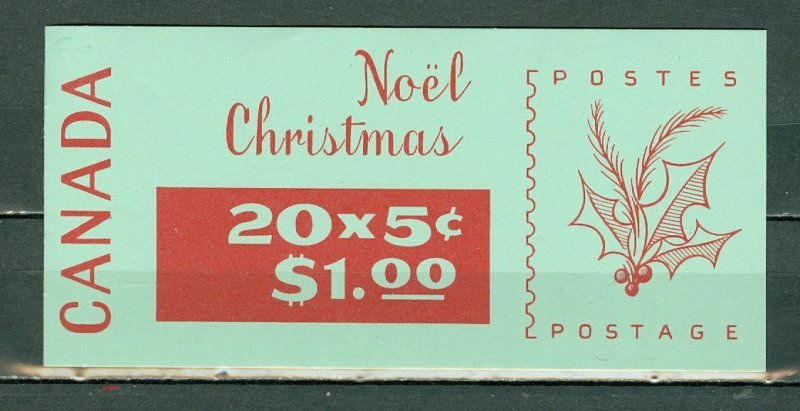 CANADA
Noël
Christmas
20x5¢
$1.00
POSTES
POSTAGE